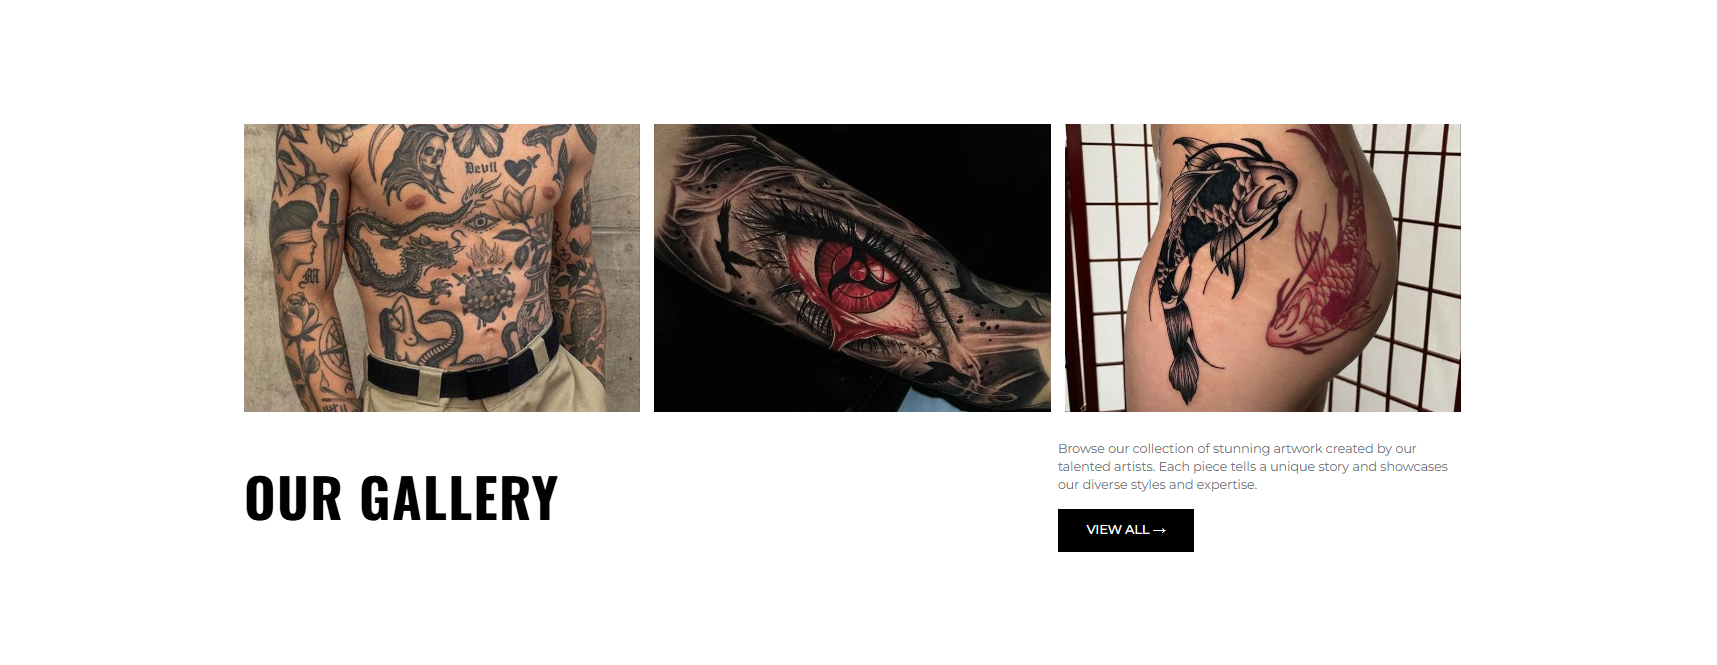 Devil
OUR GALLERY
Browse our collection of stunning artwork created by our
talented artists. Each piece tells a unique story and showcases
our diverse styles and expertise.
VIEW ALL →